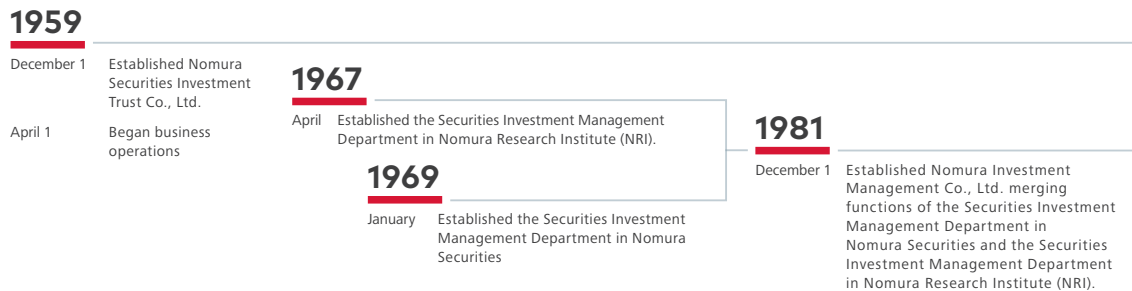 1959
December 1 Established Nomura
Securities Investment
Trust Co., Ltd.
April 1 Began business
operations
1967
April Established the Securities Investment Management
Department in Nomura Research Institute (NRI).
1969
January Established the Securities Investment
Management Department in Nomura
Securities
1981
December 1 Established Nomura Investment
Management Co., Ltd. merging
functions of the Securities Investment
Management Department in
Nomura Securities and the Securities
Investment Management Department
in Nomura Research Institute (NRI).